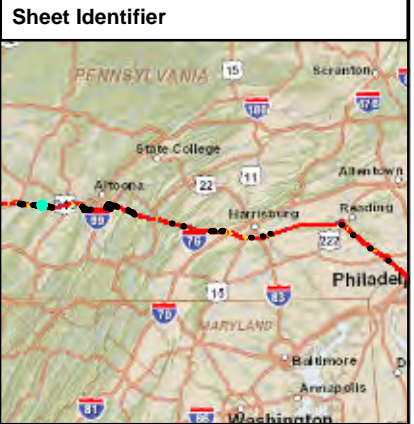 Sheet Identifier
PENNSYLVANIA
15
Scranton
180
476
State College
Allentown
Altoona
22
11
99
Harrisburg
Reading
76
222
Philadel
15
83
70
MARYLAND
Baltimore
Annapolis
81
66
Washington